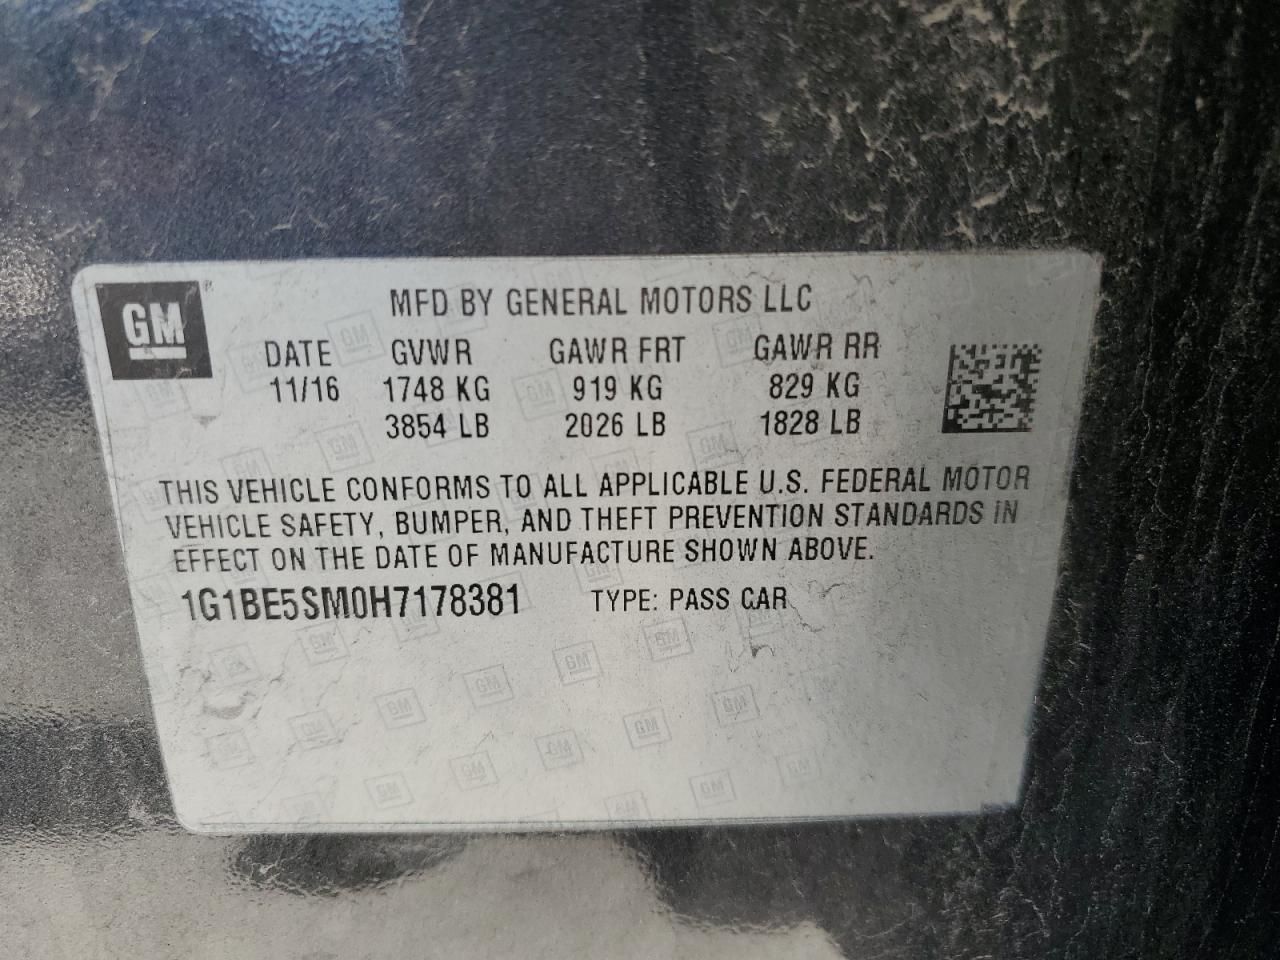 GM
MFD BY GENERAL MOTORS LLC
DATE GVWR GAWR FRT GAWR RR
11/16 1748 KG 919 KG 829 KG
3854 LB 2026 LB 1828 LB
THIS VEHICLE CONFORMS TO ALL APPLICABLE U.S. FEDERAL MOTOR
VEHICLE SAFETY, BUMPER, AND THEFT PREVENTION STANDARDS IN
EFFECT ON THE DATE OF MANUFACTURE SHOWN ABOVE.
1G1BE5SM0H7178381 TYPE: PASS CAR